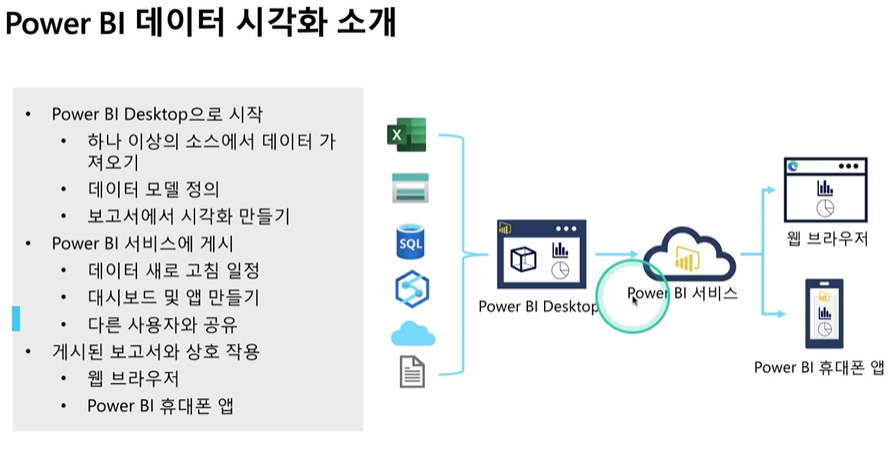 Power BI 데이터 시각화 소개
• Power BI Desktop으로 시작
• 하나 이상의 소스에서 데이터 가
져오기
• 데이터 모델 정의
• 보고서에서 시각화 만들기
• Power BI 서비스에 게시
• 데이터 새로 고침 일정
• 대시보드 및 앱 만들기
• 다른 사용자와 공유
• 게시된 보고서와 상호 작용
• 웹 브라우저
• Power BI 휴대폰 앱
X
SQL
Power BI Desktop
Power BI 서비스
웹 브라우저
Power BI 휴대폰 앱